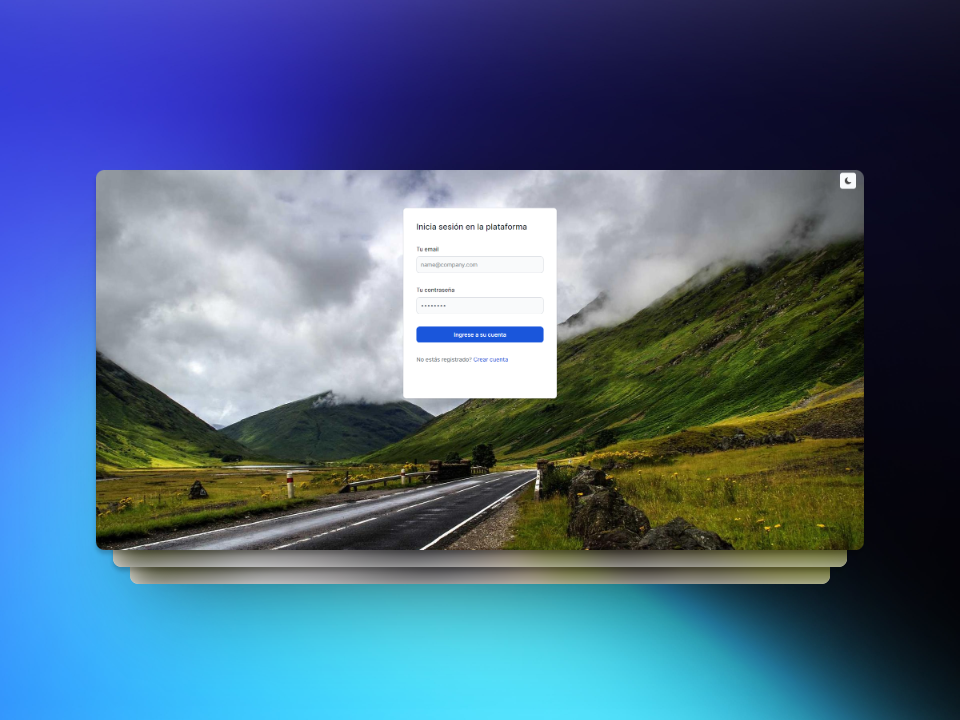 Inicia sesión en la plataforma
Tu email
name@company.com
Tu contraseña
••••••••
Ingrese a su cuenta
No estás registrado? Crear cuenta